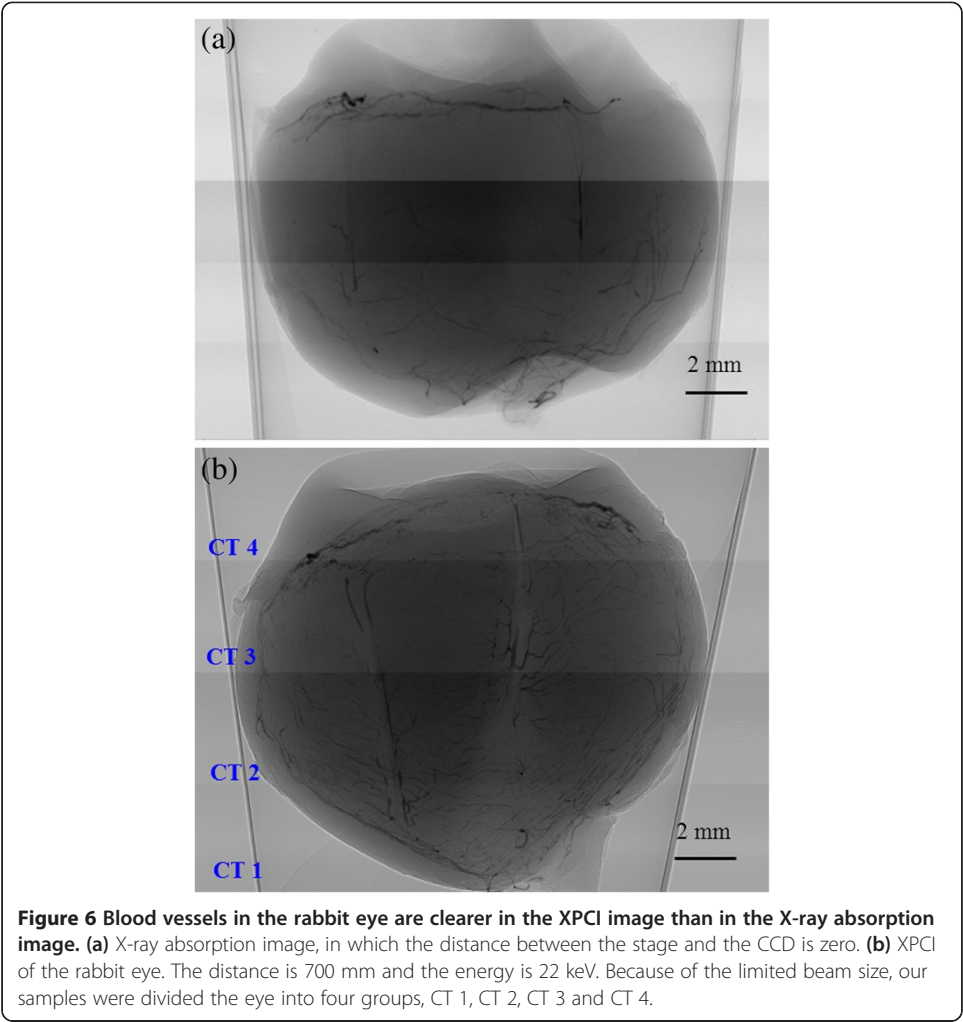 (a)
2 mm
(b)
CT 4
CT 3
CT 2
2 mm
CT 1
Figure 6 Blood vessels in the rabbit eye are clearer in the XPCI image than in the X-ray absorption
image. (a) X-ray absorption image, in which the distance between the stage and the CCD is zero. (b) XPCI
of the rabbit eye. The distance is 700 mm and the energy is 22 keV. Because of the limited beam size, our
samples were divided the eye into four groups, CT 1, CT 2, CT 3 and CT 4.